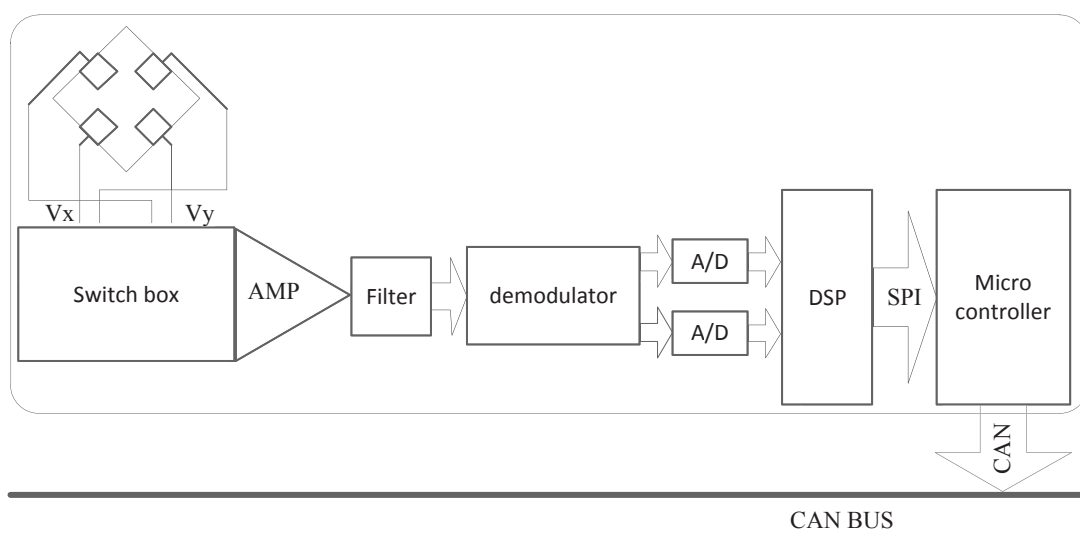 Vx
Vy
Switch box
AMP
Filter
demodulator
A/D
A/D
DSP
SPI
Micro
controller
CAN
CAN BUS